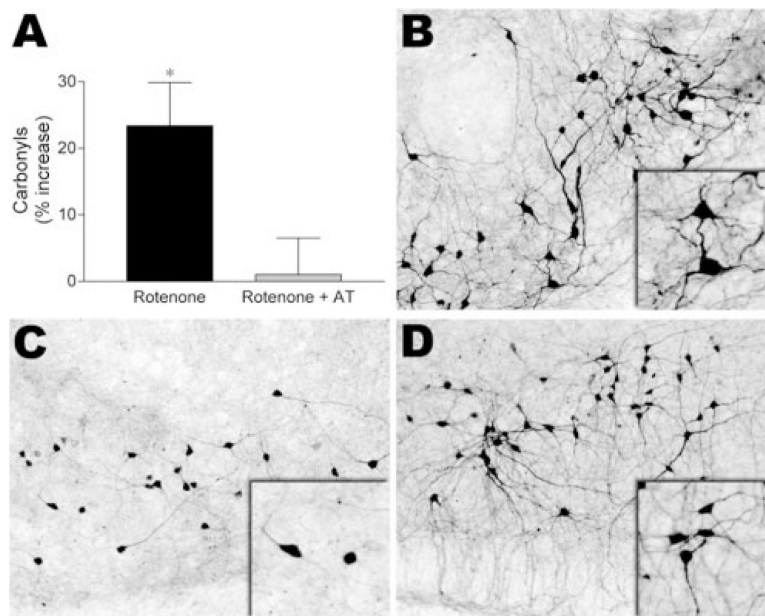 A
*
Carbonyls
(% increase)
30
20
10
0
Rotenone
Rotenone + AT
B
C
D